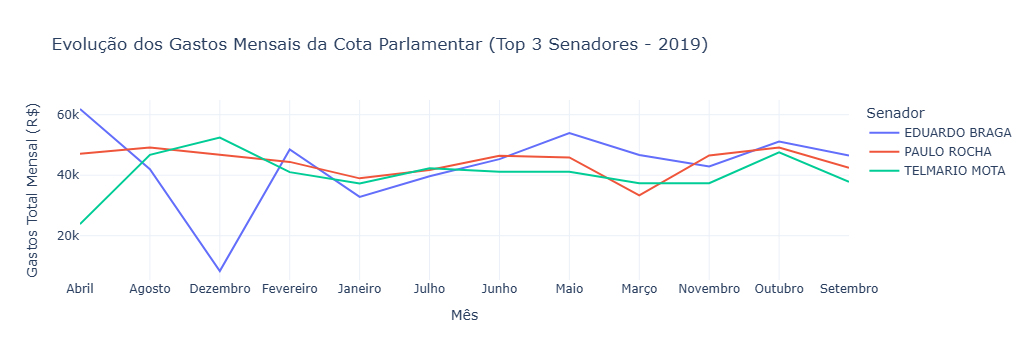 Evolução dos Gastos Mensais da Cota Parlamentar (Top 3 Senadores - 2019)
Gastos Total Mensal (R$)
60k
40k
20k
Abril Agosto Dezembro Fevereiro Janeiro Julho Junho Maio Março Novembro Outubro Setembro
Mês
Senador
EDUARDO BRAGA
PAULO ROCHA
TELMARIO MOTA